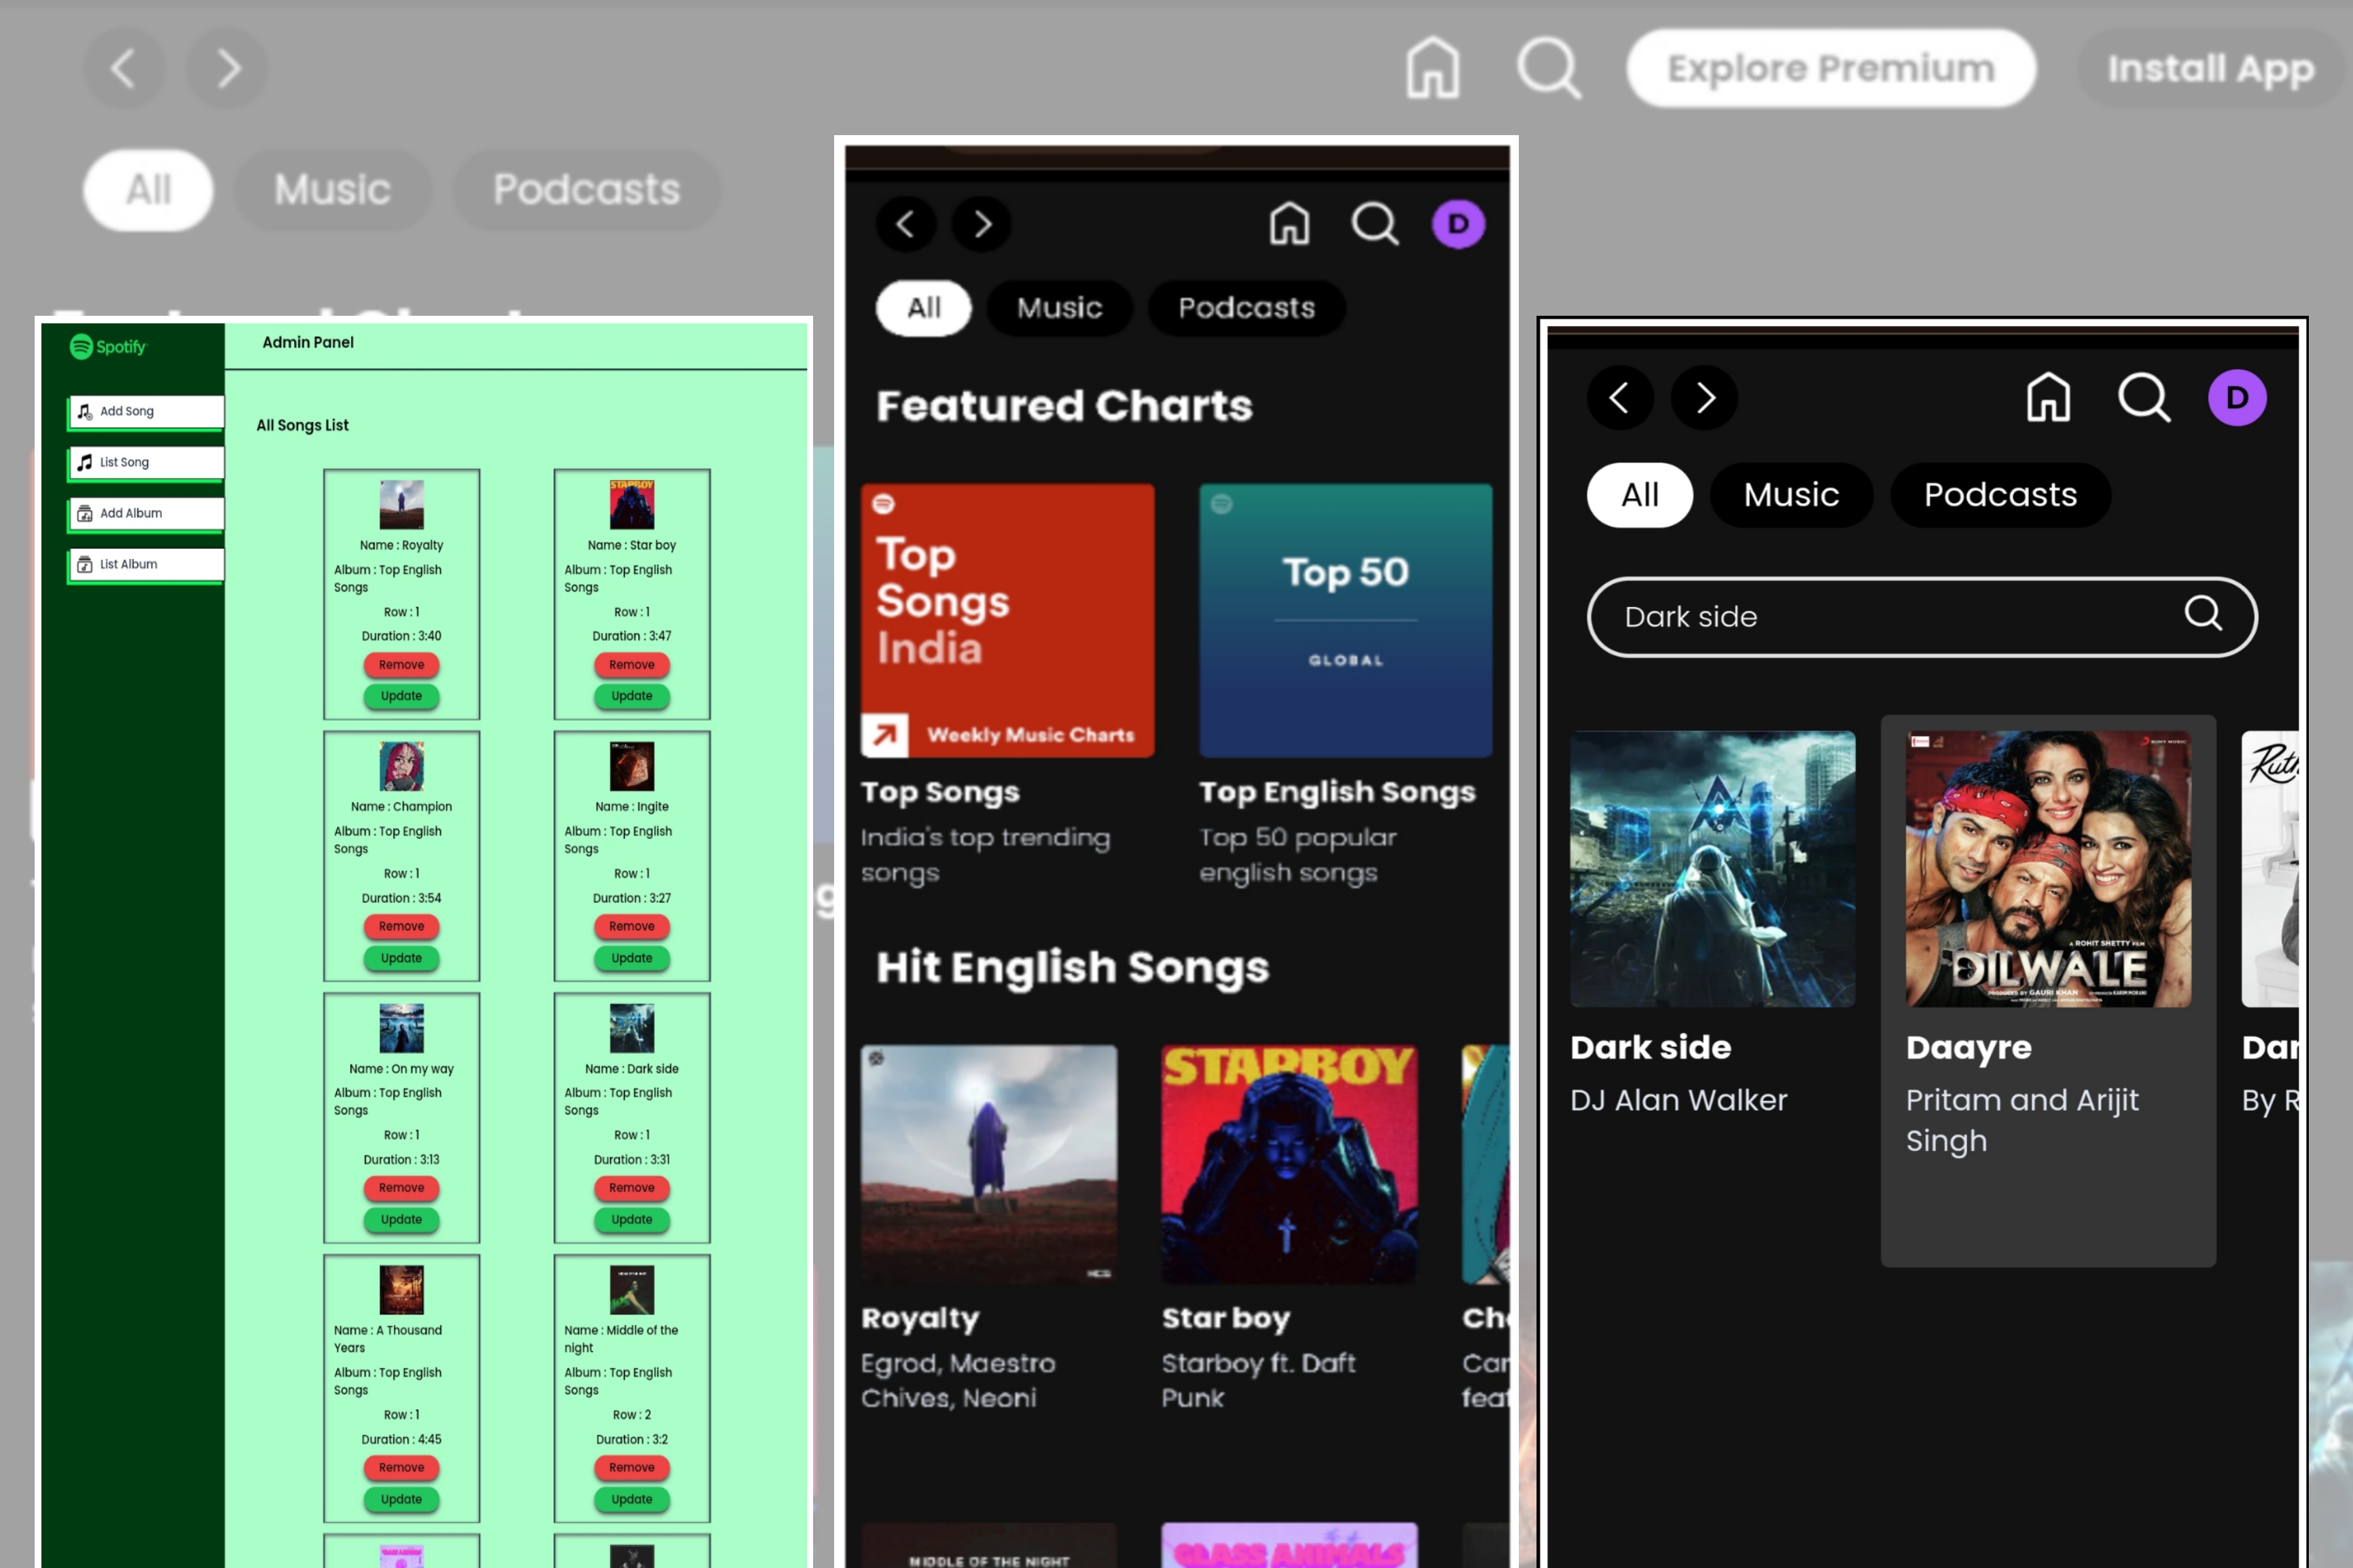 Explore Premium
Install App
All
Music
Podcasts
Spotify
Admin Panel
Add Song
List Song
Add Album
List Album
All Songs List
Name : Royalty
Album : Top English
Songs
Row : 1
Duration : 3:40
Remove
Update
STARBOY
Name : Star boy
Album : Top English
Songs
Row : 1
Duration : 3:47
Remove
Update
Name : Champion
Album : Top English
Songs
Row : 1
Duration : 3:54
Remove
Update
Name : Ingite
Album : Top English
Songs
Row : 1
Duration : 3:27
Remove
Update
Name : On my way
Album : Top English
Songs
Row : 1
Duration : 3:13
Remove
Update
Name : Dark side
Album : Top English
Songs
Row : 1
Duration : 3:31
Remove
Update
Name : A Thousand
Years
Album : Top English
Songs
Row : 1
Duration : 4:45
Remove
Update
Name : Middle of the
night
Album : Top English
Songs
Row : 2
Duration : 3:2
Remove
Update
D
All
Music
Podcasts
Featured Charts
Top
Songs
India
Weekly Music Charts
Top 50
GLOBAL
Top Songs
India's top trending
songs
Top English Songs
Top 50 popular
english songs
Hit English Songs
STARBOY
Royalty
Egrod, Maestro
Chives, Neoni
Star boy
Starboy ft. Daft
Punk
MIDDLE OF THE NIGHT
GLASS ANIMALS
D
All
Music
Podcasts
Dark side
SONY MUSIC
A ROHIT SHETTY FILM
DILWALE
PRODUCED BY GAURI KHAN
Dark side
DJ Alan Walker
Daayre
Pritam and Arijit
Singh
By R